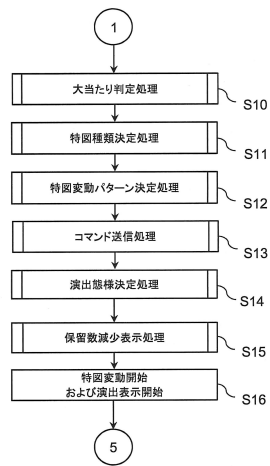 1
大当たり判定処理
S10
特図種類決定処理
S11
特図変動パターン決定処理
S12
コマンド送信処理
S13
演出態様決定処理
S14
保留数減少表示処理
S15
特図変動開始
および演出表示開始
S16
5